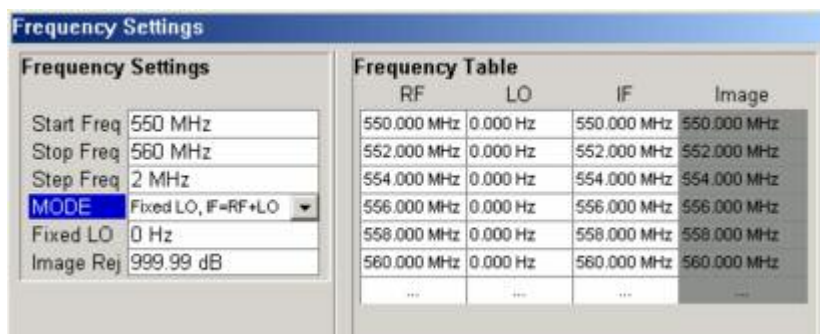 Frequency Settings
Frequency Settings
Start Freq 550 MHz
Stop Freq 560 MHz
Step Freq 2 MHz
MODE Fixed LO, IF=RF+LO
Fixed LO 0 Hz
Image Rej 999.99 dB
Frequency Table
RF LO IF Image
550.000 MHz 0.000 Hz 550.000 MHz 550.000 MHz
552.000 MHz 0.000 Hz 552.000 MHz 552.000 MHz
554.000 MHz 0.000 Hz 554.000 MHz 554.000 MHz
556.000 MHz 0.000 Hz 556.000 MHz 556.000 MHz
558.000 MHz 0.000 Hz 558.000 MHz 558.000 MHz
560.000 MHz 0.000 Hz 560.000 MHz 560.000 MHz
... ... ... ...